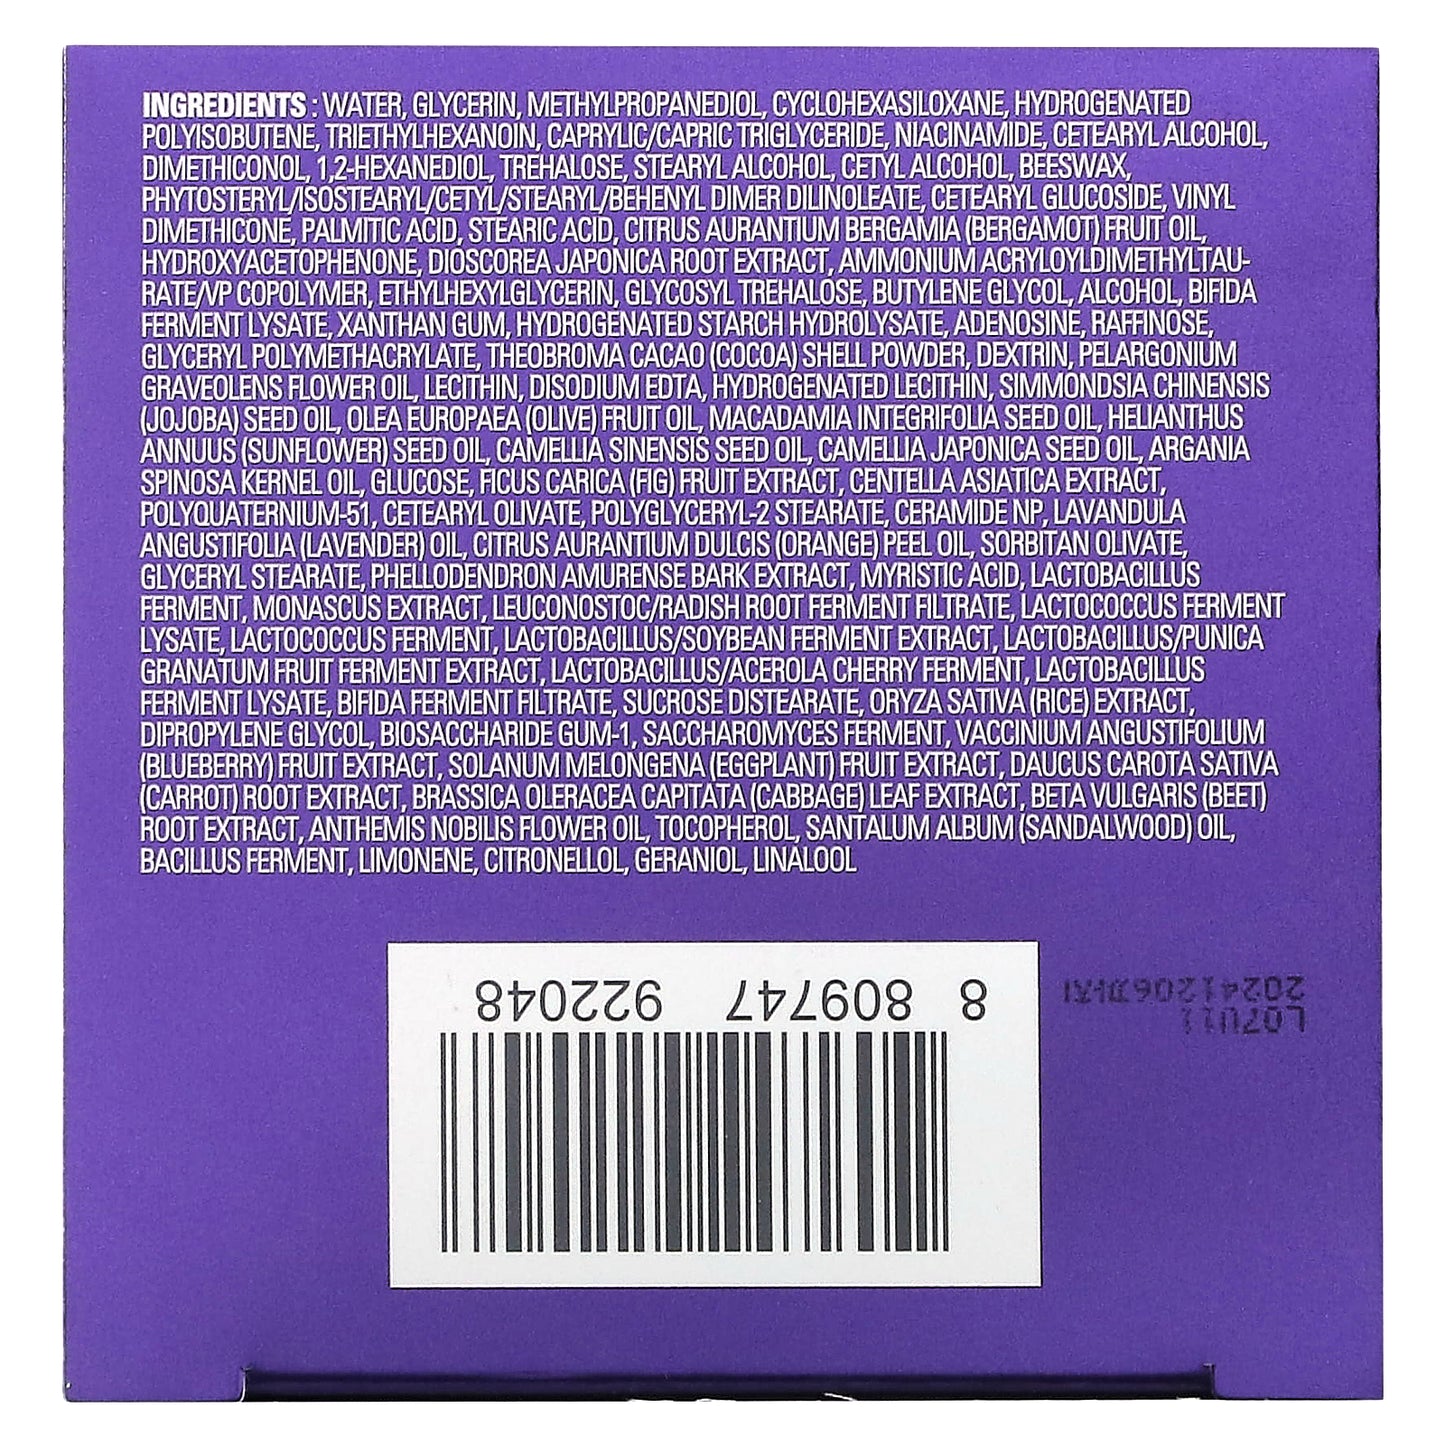 INGREDIENTS : WATER, GLYCERIN, METHYLPROPANEDIOL, CYCLOHEXASILOXANE, HYDROGENATED
POLYISOBUTENE, TRIETHYLHEXANOIN, CAPRYLIC/CAPRIC TRIGLYCERIDE, NIACINAMIDE, CETEARYL ALCOHOL,
DIMETHICONOL, 1,2-HEXANEDIOL, TREHALOSE, STEARYL ALCOHOL, CETYL ALCOHOL, BEESWAX,
PHYTOSTERYL/ISOSTEARYL/CETYL/STEARYL/BEHENYL DIMER DILINOLEATE, CETEARYL GLUCOSIDE, VINYL
DIMETHICONE, PALMITIC ACID, STEARIC ACID, CITRUS AURANTIUM BERGAMIA (BERGAMOT) FRUIT OIL,
HYDROXYACETOPHENONE, DIOSCOREA JAPONICA ROOT EXTRACT, AMMONIUM ACRYLOYLDIMETHYLTAU-
RATE/VP COPOLYMER, ETHYLHEXYLGLYCERIN, GLYCOSYL TREHALOSE, BUTYLENE GLYCOL, ALCOHOL, BIFIDA
FERMENT LYSATE, XANTHAN GUM, HYDROGENATED STARCH HYDROLYSATE, ADENOSINE, RAFFINOSE,
GLYCERYL POLYMETHACRYLATE, THEOBROMA CACAO (COCOA) SHELL POWDER, DEXTRIN, PELARGONIUM
GRAVEOLENS FLOWER OIL, LECITHIN, DISODIUM EDTA, HYDROGENATED LECITHIN, SIMMONDSIA CHINENSIS
(JOJOBA) SEED OIL, OLEA EUROPAEA (OLIVE) FRUIT OIL, MACADAMIA INTEGRIFOLIA SEED OIL, HELIANTHUS
ANNUUS (SUNFLOWER) SEED OIL, CAMELLIA SINENSIS SEED OIL, CAMELLIA JAPONICA SEED OIL, ARGANIA
SPINOSA KERNEL OIL, GLUCOSE, FICUS CARICA (FIG) FRUIT EXTRACT, CENTELLA ASIATICA EXTRACT,
POLYQUATERNIUM-51, CETEARYL OLIVATE, POLYGLYCERYL-2 STEARATE, CERAMIDE NP, LAVANDULA
ANGUSTIFOLIA (LAVENDER) OIL, CITRUS AURANTIUM DULCIS (ORANGE) PEEL OIL, SORBITAN OLIVATE,
GLYCERYL STEARATE, PHELLODENDRON AMURENSE BARK EXTRACT, MYRISTIC ACID, LACTOBACILLUS
FERMENT, MONASCUS EXTRACT, LEUCONOSTOC/RADISH ROOT FERMENT FILTRATE, LACTOCOCCUS FERMENT
LYSATE, LACTOCOCCUS FERMENT, LACTOBACILLUS/SOYBEAN FERMENT EXTRACT, LACTOBACILLUS/PUNICA
GRANATUM FRUIT FERMENT EXTRACT, LACTOBACILLUS/ACEROLA CHERRY FERMENT, LACTOBACILLUS
FERMENT LYSATE, BIFIDA FERMENT FILTRATE, SUCROSE DISTEARATE, ORYZA SATIVA (RICE) EXTRACT,
DIPROPYLENE GLYCOL, BIOSACCHARIDE GUM-1, SACCHAROMYCES FERMENT, VACCINIUM ANGUSTIFOLIUM
(BLUEBERRY) FRUIT EXTRACT, SOLANUM MELONGENA (EGGPLANT) FRUIT EXTRACT, DAUCUS CAROTA SATIVA
(CARROT) ROOT EXTRACT, BRASSICA OLERACEA CAPITATA (CABBAGE) LEAF EXTRACT, BETA VULGARIS (BEET)
ROOT EXTRACT, ANTHEMIS NOBILIS FLOWER OIL, TOCOPHEROL, SANTALUM ALBUM (SANDALWOOD) OIL,
BACILLUS FERMENT, LIMONENE, CITRONELLOL, GERANIOL, LINALOOL
8 809747 922048
L07U11
20241206까지